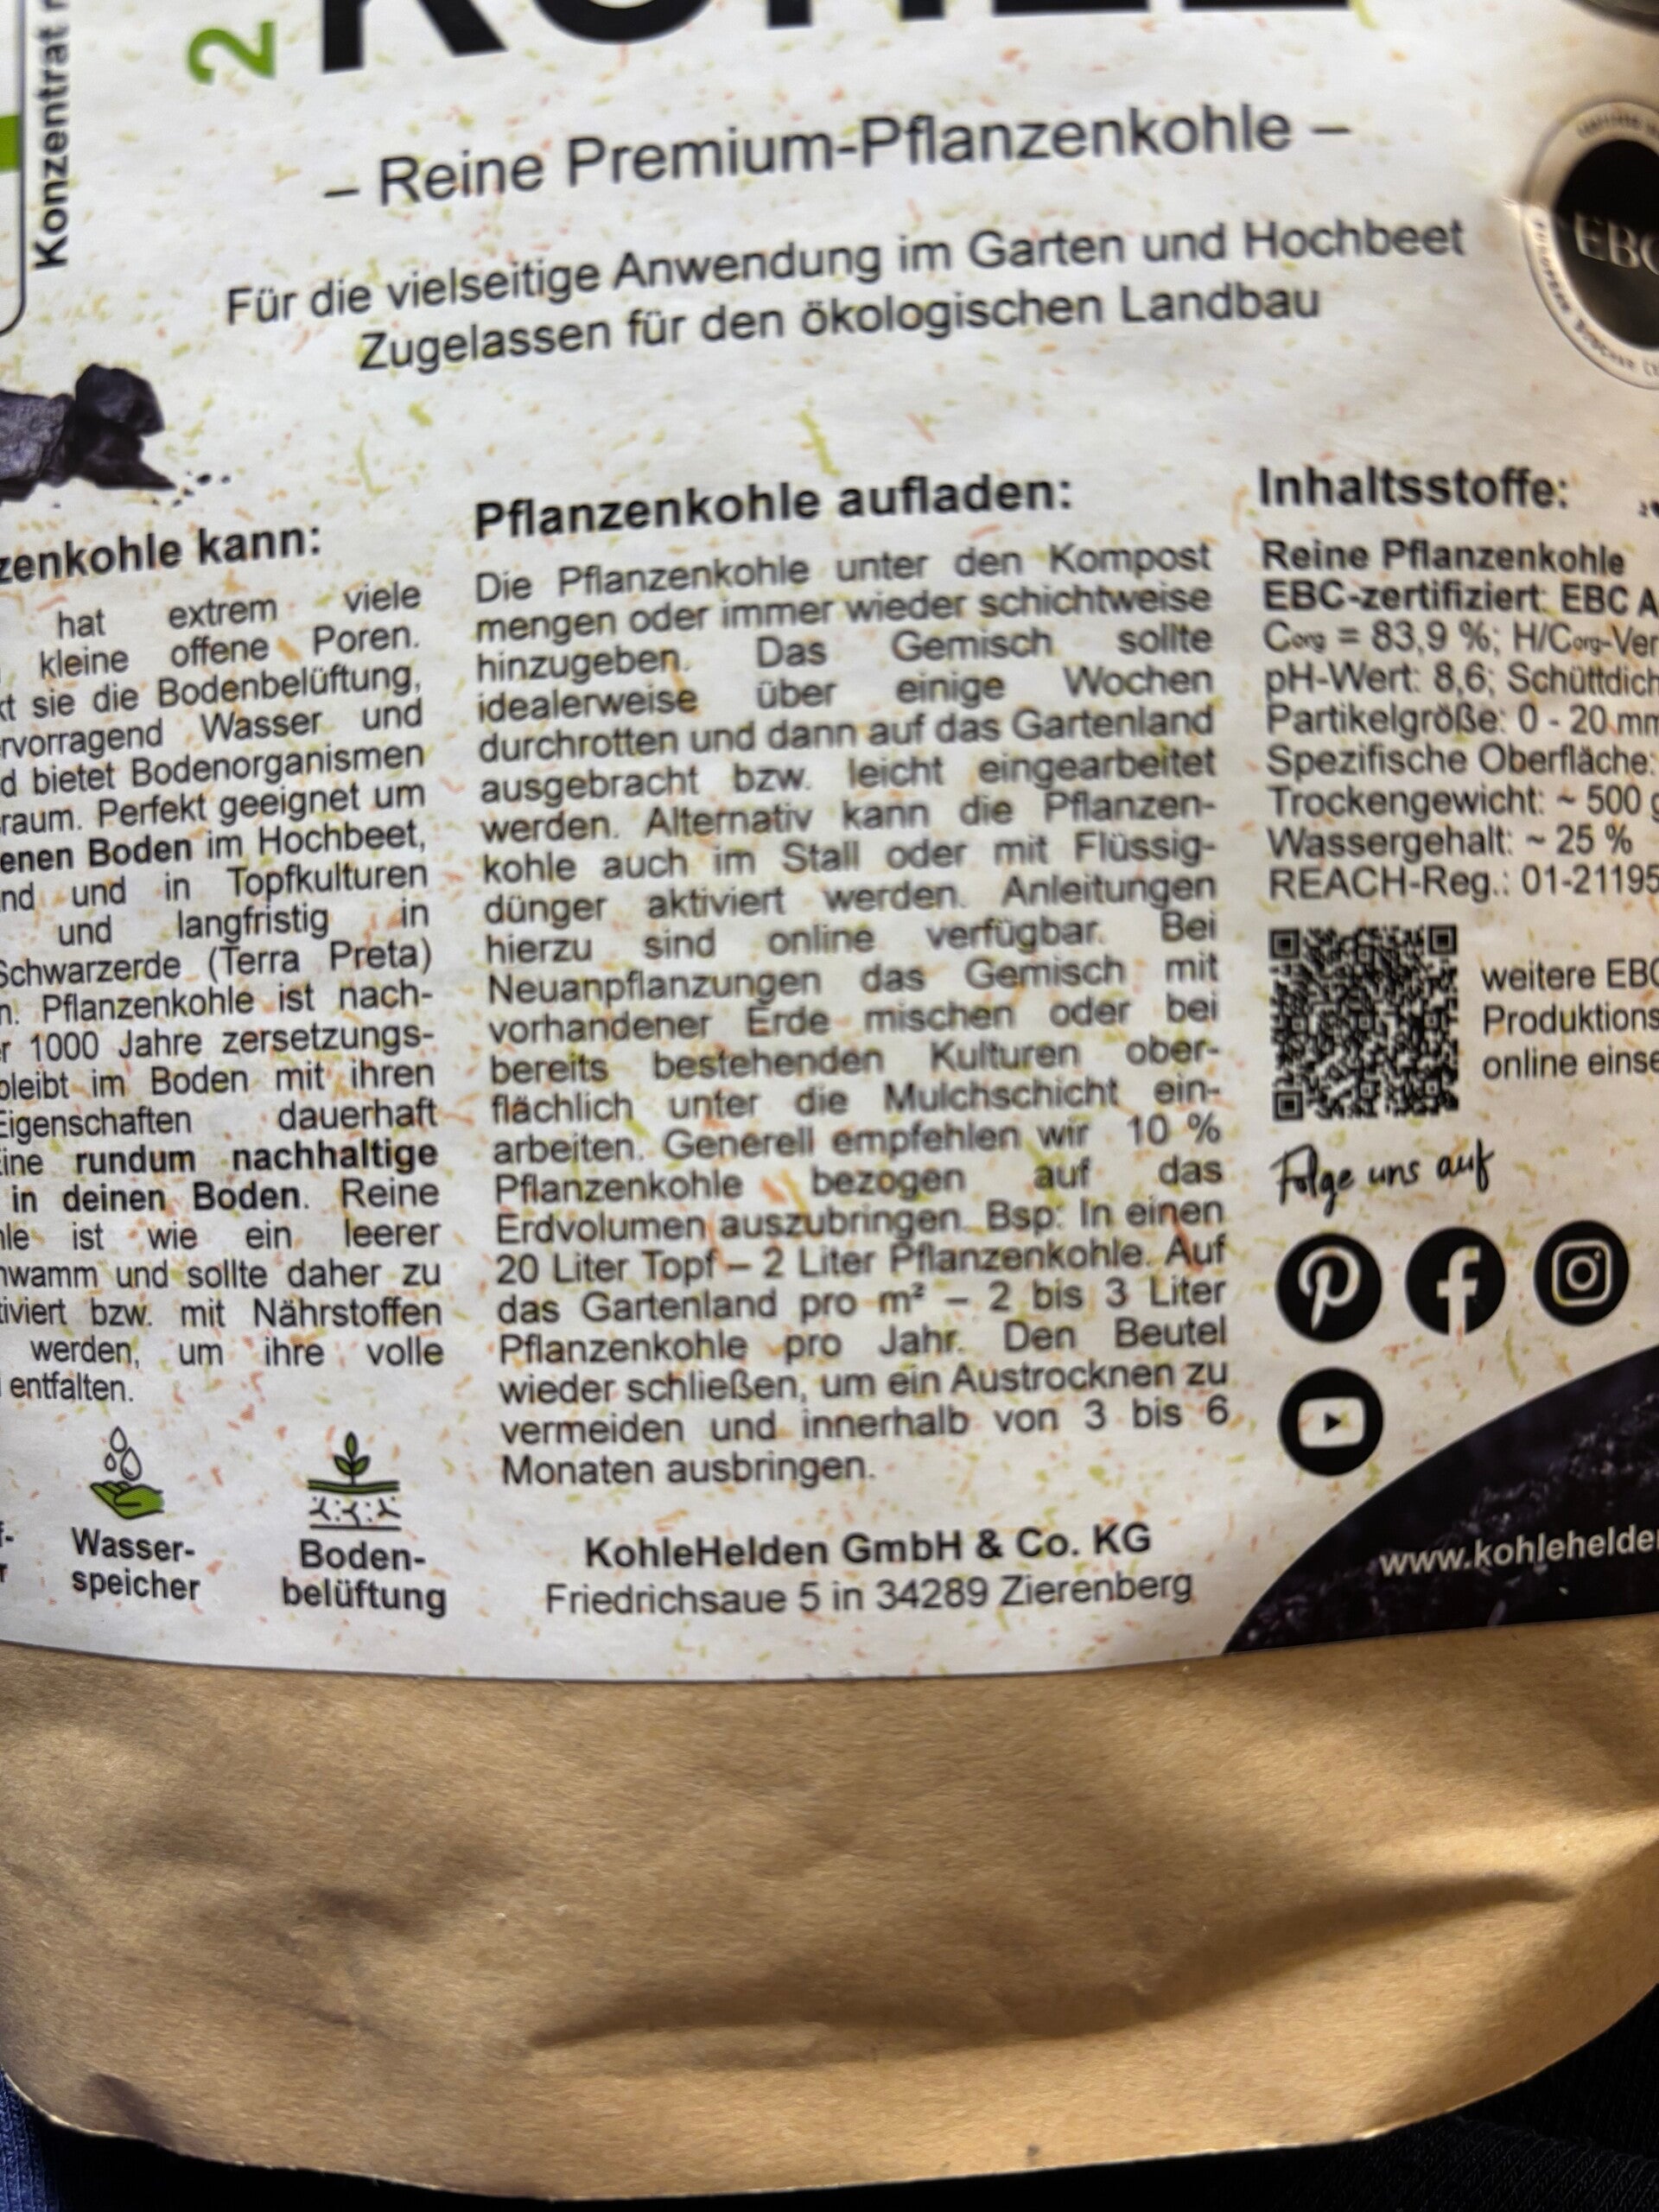 Konzentrat
2
– Reine Premium-Pflanzenkohle –
Für die vielseitige Anwendung im Garten und Hochbeet
Zugelassen für den ökologischen Landbau
zenkohle kann:
hat extrem viele
kleine offene Poren.
kt sie die Bodenbelüftung,
rvorragend Wasser und
d bietet Bodenorganismen
raum. Perfekt geeignet um
enen Boden im Hochbeet,
nd und in Topfkulturen
und langfristig in
Schwarzerde (Terra Preta)
n. Pflanzenkohle ist nach-
r 1000 Jahre zersetzungs-
bleibt im Boden mit ihren
Eigenschaften dauerhaft
ine rundum nachhaltige
in deinen Boden. Reine
hle ist wie ein leerer
hwamm und sollte daher zu
tiviert bzw. mit Nährstoffen
werden, um ihre volle
entfalten.
Wasser-
speicher
Boden-
belüftung
Pflanzenkohle aufladen:
Die Pflanzenkohle unter den Kompost
mengen oder immer wieder schichtweise
hinzugeben. Das Gemisch sollte
idealerweise über einige Wochen
durchrotten und dann auf das Gartenland
ausgebracht bzw. leicht eingearbeitet
werden. Alternativ kann die Pflanzen-
kohle auch im Stall oder mit Flüssig-
dünger aktiviert werden. Anleitungen
hierzu sind online verfügbar. Bei
Neuanpflanzungen das Gemisch mit
vorhandener Erde mischen oder bei
bereits bestehenden Kulturen ober-
flächlich unter die Mulchschicht ein-
arbeiten. Generell empfehlen wir 10 %
Pflanzenkohle bezogen auf das
Erdvolumen auszubringen. Bsp: In einen
20 Liter Topf – 2 Liter Pflanzenkohle. Auf
das Gartenland pro m² – 2 bis 3 Liter
Pflanzenkohle pro Jahr. Den Beutel
wieder schließen, um ein Austrocknen zu
vermeiden und innerhalb von 3 bis 6
Monaten ausbringen.
KohleHelden GmbH & Co. KG
Friedrichsaue 5 in 34289 Zierenberg
Inhaltsstoffe:
Reine Pflanzenkohle
EBC-zertifiziert: EBC A
Corg = 83,9 %; H/Corg-Ver
pH-Wert: 8,6; Schüttdich
Partikelgröße: 0 - 20 mm
Spezifische Oberfläche:
Trockengewicht: ~ 500 g
Wassergehalt: ~ 25 %
REACH-Reg.: 01-21195
weitere EBC
Produktions
online einse
Folge uns auf
www.kohlehelde